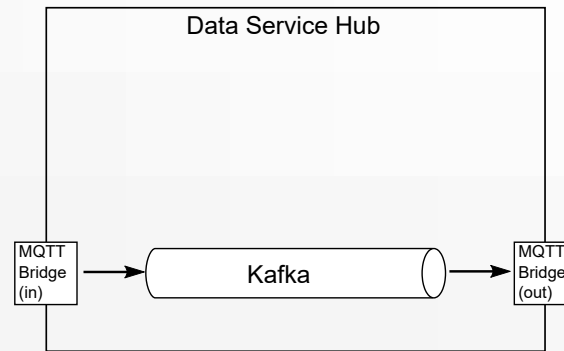 Data Service Hub
MQTT
Bridge
(in)
Kafka
MQTT
Bridge
(out)